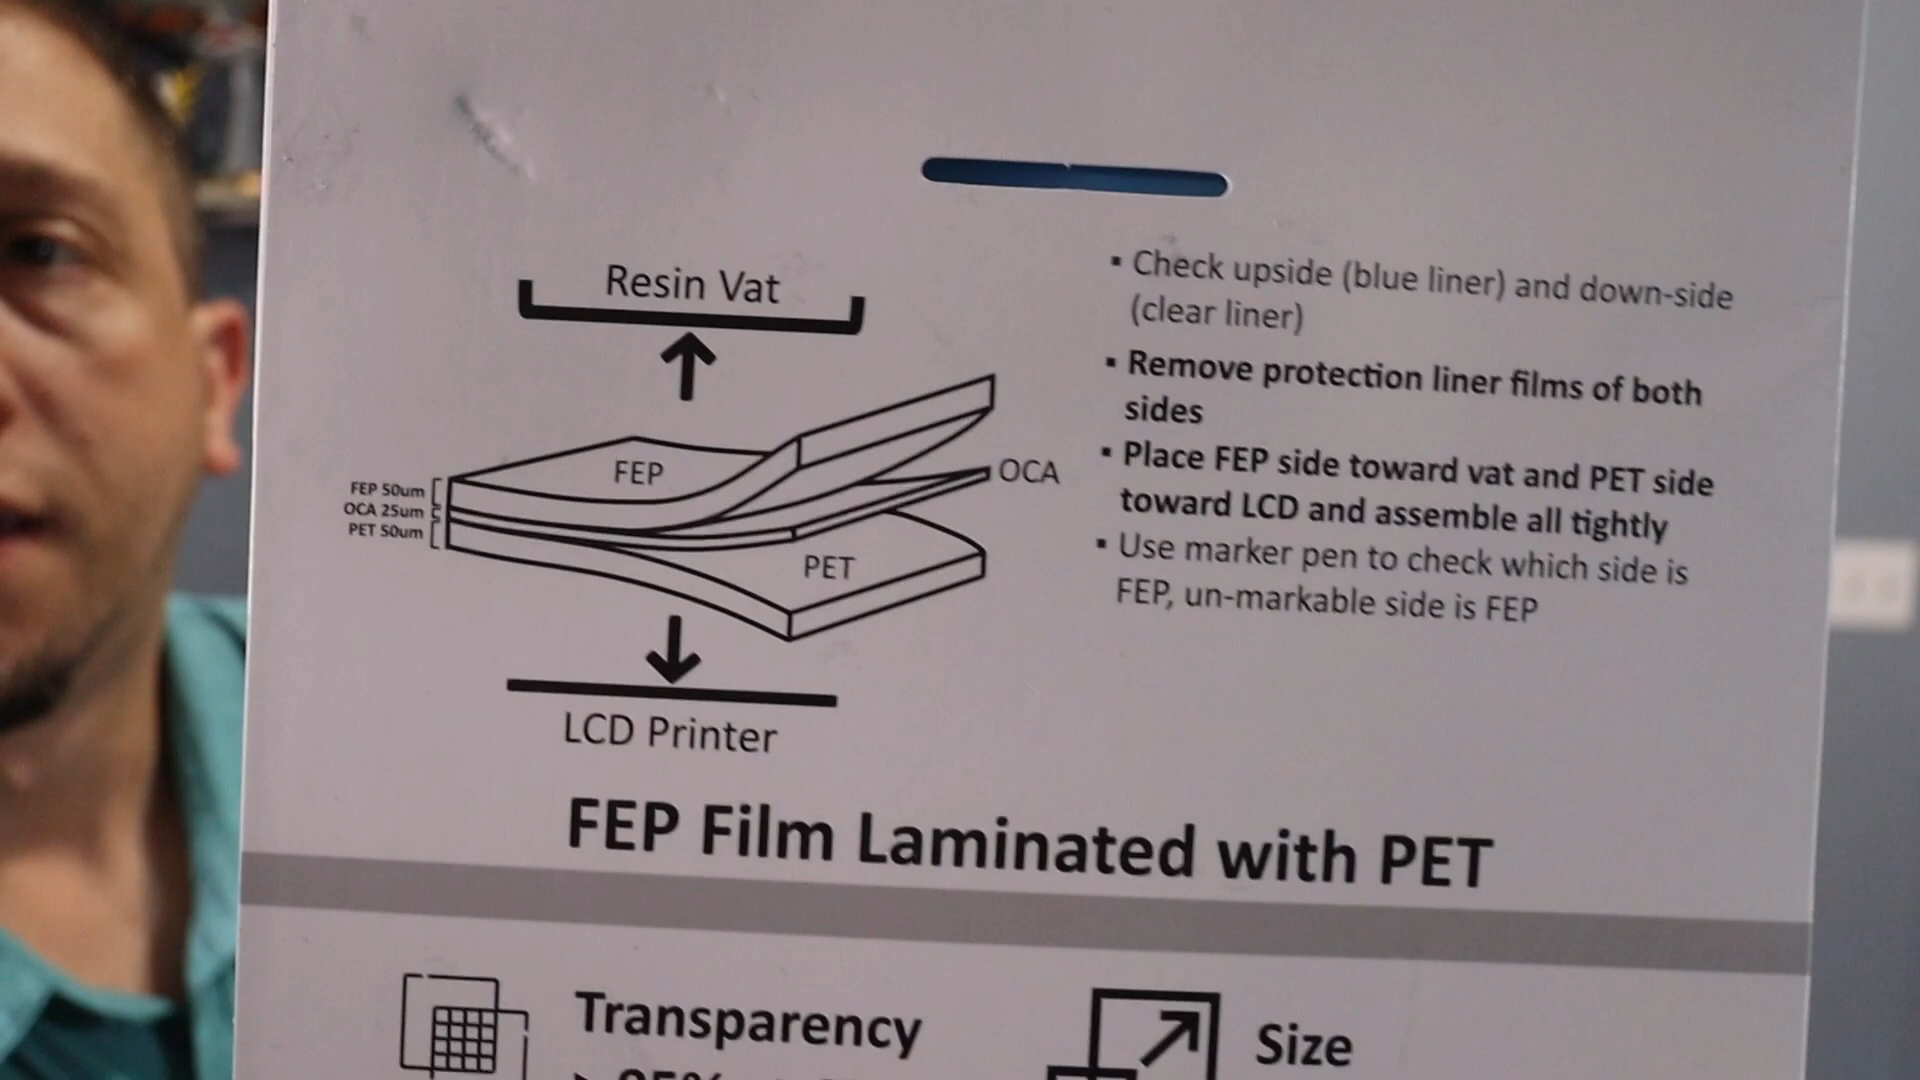 Resin Vat
FEP
OCA
FEP 50um
OCA 25um
PET 50um
PET
LCD Printer
▪ Check upside (blue liner) and down-side
(clear liner)
▪ Remove protection liner films of both
sides
▪ Place FEP side toward vat and PET side
toward LCD and assemble all tightly
▪ Use marker pen to check which side is
FEP, un-markable side is FEP
FEP Film Laminated with PET
Transparency
Size